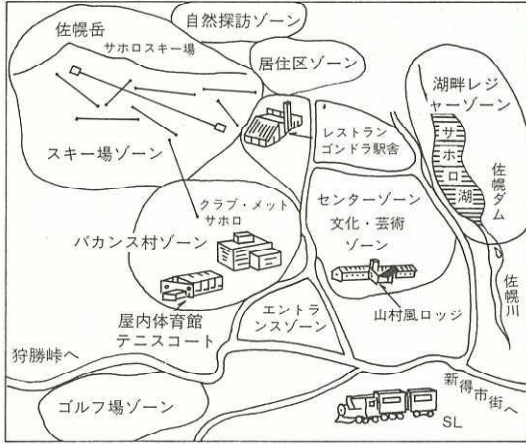 自然探訪ゾーン
佐幌岳
サホロスキー場
居住区ゾーン
湖畔レジ
ャーゾーン
サホロ湖
佐幌ダム
佐幌川
レストラン
ゴンドラ駅舎
スキー場ゾーン
クラブ・メット
サホロ
バカンス村ゾーン
センターゾーン
文化・芸術
ゾーン
屋内体育館
テニスコート
エントラ
ンスゾーン
山村風ロッジ
狩勝峠へ
新得市街へ
ゴルフ場ゾーン
SL